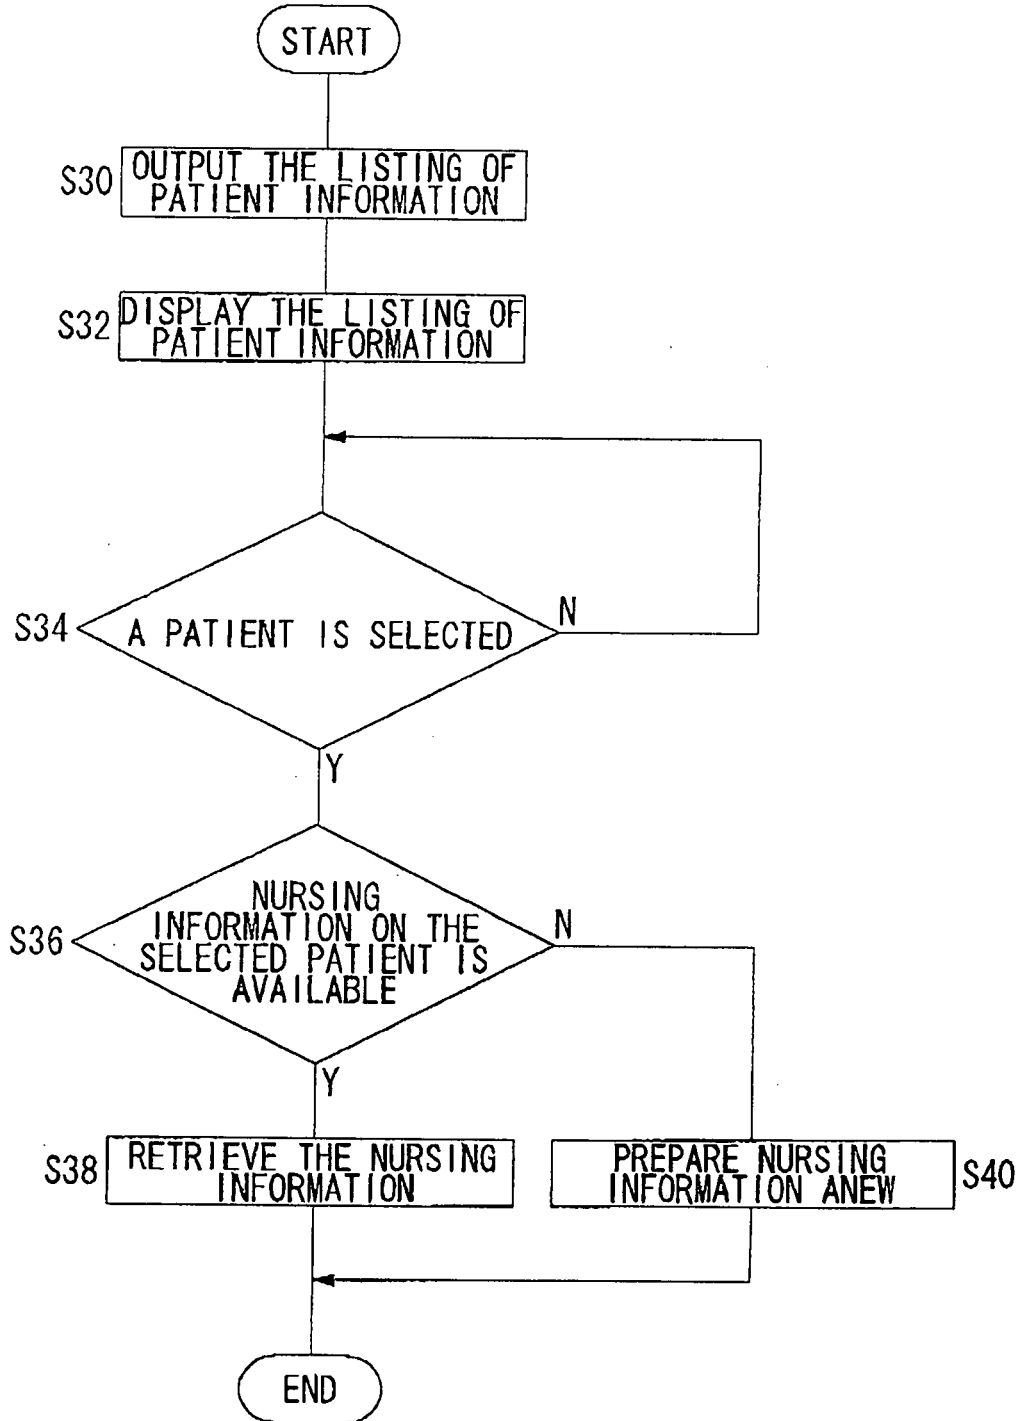 START
S30
OUTPUT THE LISTING OF
PATIENT INFORMATION
S32
DISPLAY THE LISTING OF
PATIENT INFORMATION
S34
A PATIENT IS SELECTED
N
Y
S36
NURSING
INFORMATION ON THE
SELECTED PATIENT IS
AVAILABLE
N
Y
S38
RETRIEVE THE NURSING
INFORMATION
PREPARE NURSING
INFORMATION ANEW
S40
END